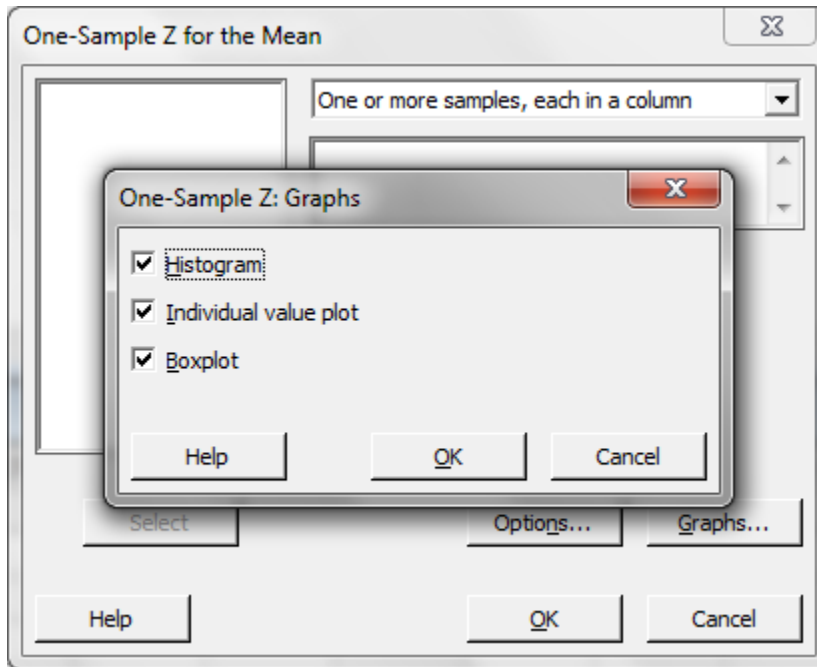 One-Sample Z for the Mean
One or more samples, each in a column
One-Sample Z: Graphs
Histogram
Individual value plot
Boxplot
Help OK Cancel
Select Options... Graphs...
Help OK Cancel